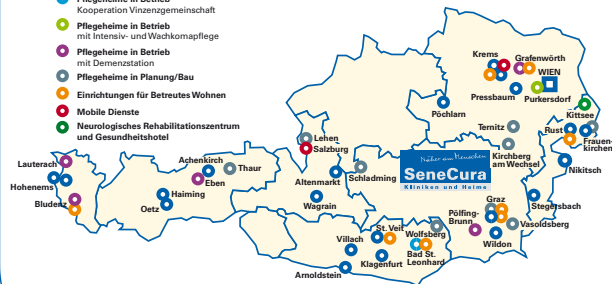 Pflegeheime in Betrieb
Kooperation Vinzenzgemeinschaft
Pflegeheime in Betrieb
mit Intensiv- und Wachkomapflege
Pflegeheime in Betrieb
mit Demenzstation
Pflegeheime in Planung/Bau
Einrichtungen für Betreutes Wohnen
Mobile Dienste
Neurologisches Rehabilitationszentrum
und Gesundheitshotel
Krems
Grafenwörth
WIEN
Pressbaum
Purkersdorf
Pöchlarn
Kittsee
Ternitz
Rust
Frauen-
kirchen
Lehen
Salzburg
Kirchberg
am Wechsel
Nikitsch
Lauterach
Achenkirch
Thaur
Schladming
Näher am Menschen
SeneCura
Kliniken und Heime
Hohenems
Eben
Altenmarkt
Haiming
Bludenz
Oetz
Wagrain
Stegersbach
Graz
Pölfing-
Brunn
Vasoldsberg
St. Veit
Wolfsberg
Villach
Wildon
Bad St.
Leonhard
Klagenfurt
Arnoldstein